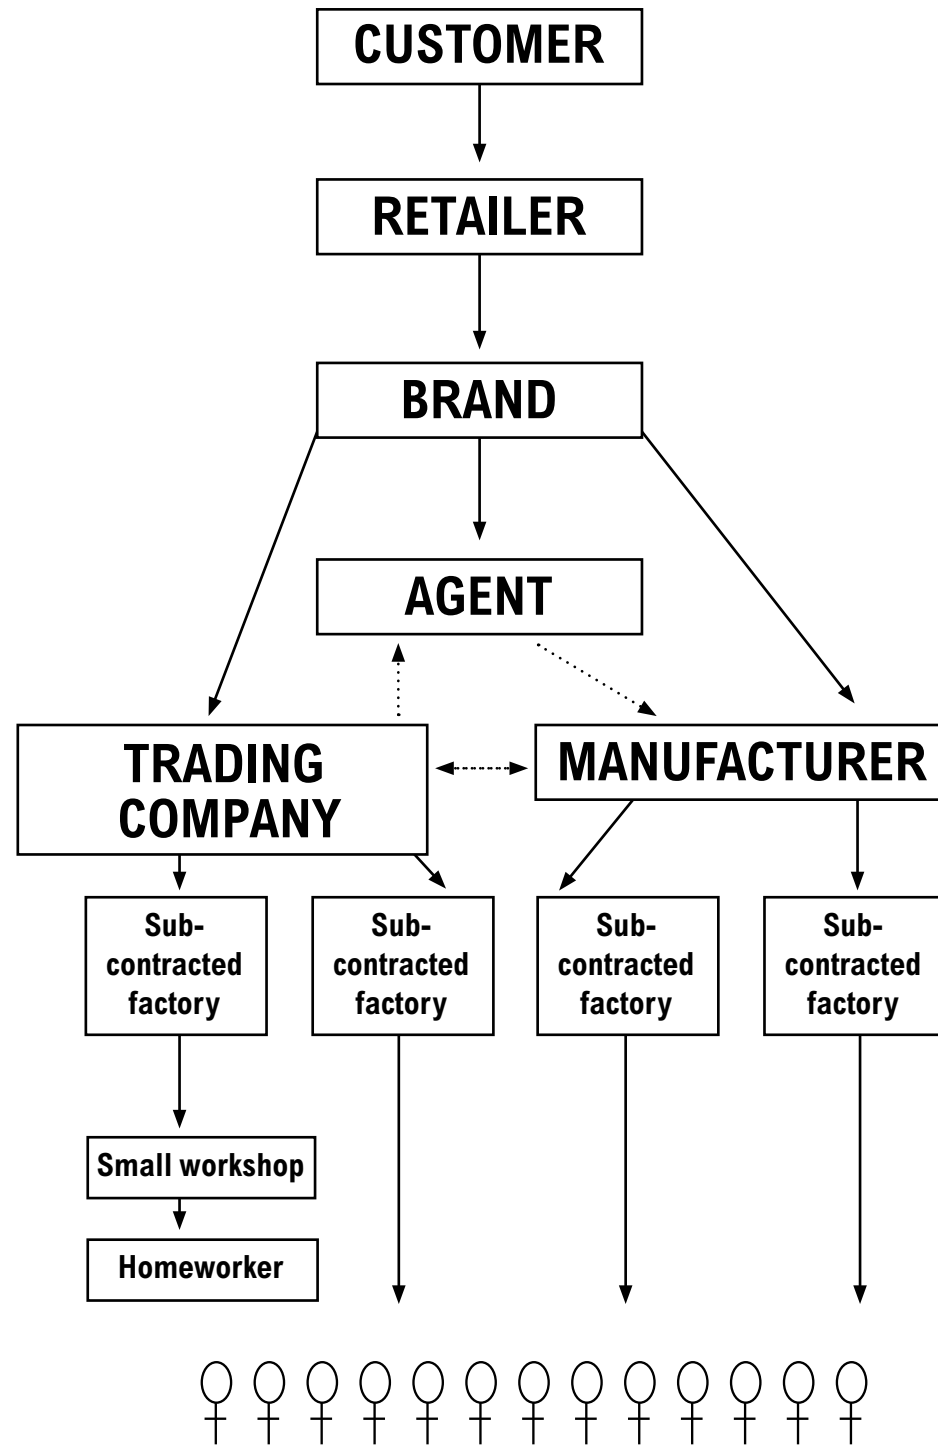 CUSTOMER
RETAILER
BRAND
AGENT
TRADING
COMPANY
MANUFACTURER
Sub-
contracted
factory
Sub-
contracted
factory
Sub-
contracted
factory
Sub-
contracted
factory
Small workshop
Homeworker